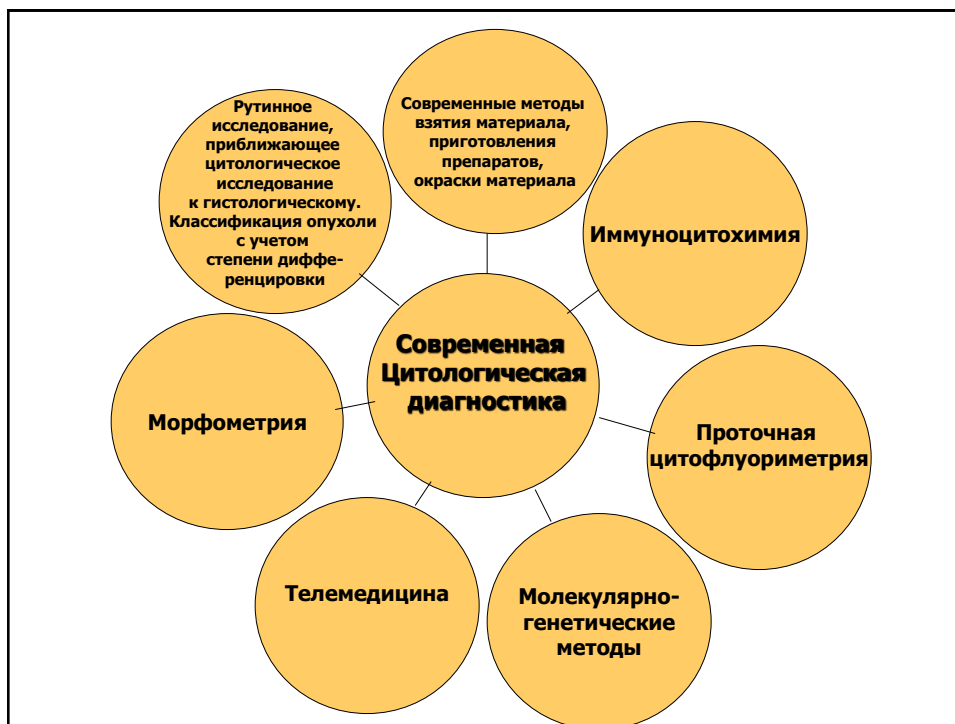 Рутинное
исследование,
приближающее
цитологическое
исследование
к гистологическому.
Классификация опухоли
с учетом
степени диффе-
ренцировки
Современные методы
взятия материала,
приготовления
препаратов,
окраски материала
Иммуноцитохимия
Современная
Цитологическая
диагностика
Морфометрия
Проточная
цитофлуориметрия
Телемедицина
Молекулярно-
генетические
методы